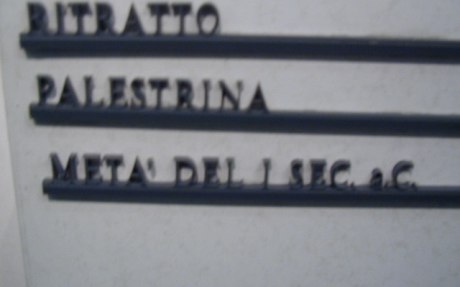 RITRATTO
PALESTRINA
META' DEL I SEC. a.C.